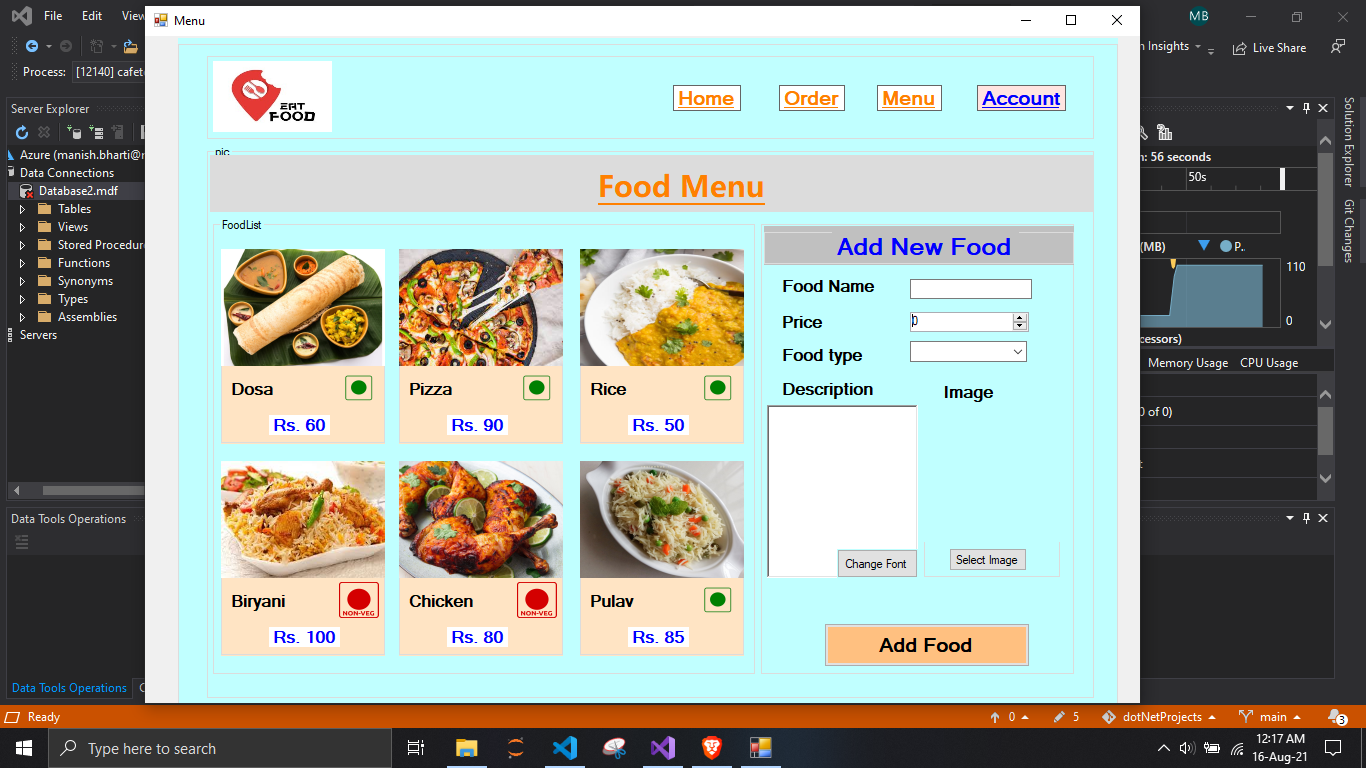 File Edit View
Menu
MB
Insights
Live Share
Process: [12140] cafete
Server Explorer
Azure (manish.bharti@
Data Connections
Database2.mdf
Tables
Views
Stored Procedur
Functions
Synonyms
Types
Assemblies
Servers
Data Tools Operations
Data Tools Operations
EAT
FOOD
Home Order Menu Account
pic
Food Menu
FoodList
Dosa
Rs. 60
Pizza
Rs. 90
Rice
Rs. 50
Biryani
NON-VEG
Rs. 100
Chicken
NON-VEG
Rs. 80
Pulav
Rs. 85
Add New Food
Food Name
Price 0
Food type
Description Image
Change Font
Select Image
Add Food
56 seconds
50s
(MB) P..
110
0
cessors)
Memory Usage CPU Usage
0 of 0)
Solution Explorer
Git Changes
Ready 0 5 dotNetProjects main 3
Type here to search
12:17 AM
16-Aug-21